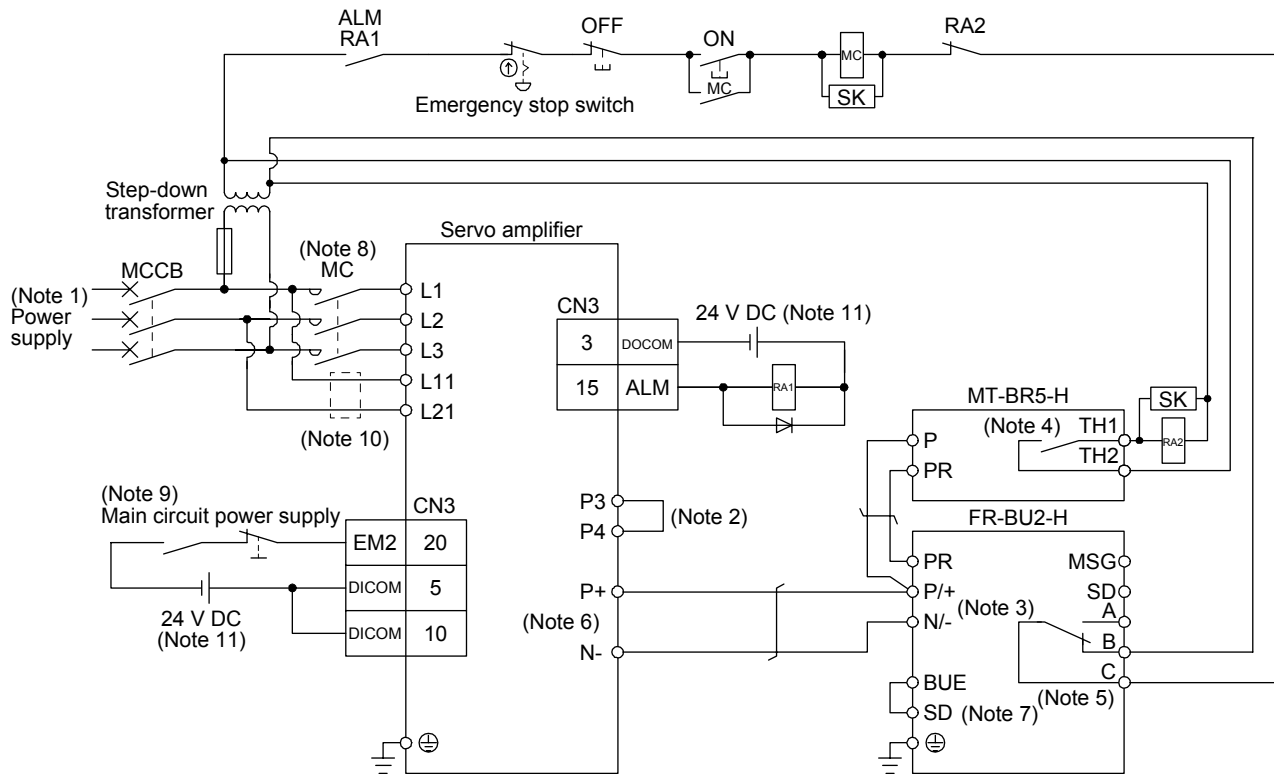 ALM
RA1
OFF
ON
RA2
MC
MC
SK
Emergency stop switch
Step-down
transformer
Servo amplifier
(Note 8)
MC
MCCB
(Note 1)
Power
supply
L1
L2
L3
L11
L21
(Note 10)
CN3
24 V DC (Note 11)
3 DOCOM
15 ALM
RA1
MT-BR5-H
SK
(Note 4)
TH1
RA2
TH2
P
PR
(Note 9)
Main circuit power supply
CN3
EM2 20
DICOM 5
DICOM 10
24 V DC
(Note 11)
P3
P4
(Note 2)
P+
(Note 6)
N-
FR-BU2-H
PR
P/+
N/-
(Note 3)
MSG
SD
A
B
C
(Note 5)
BUE
SD
(Note 7)